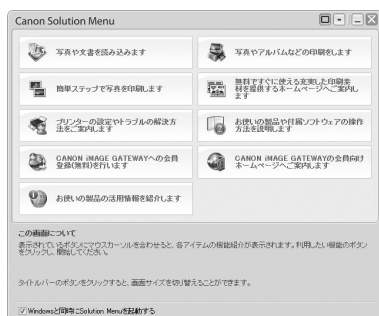 Canon Solution Menu
写真や文書を読み込みます
写真やアルバムなどの印刷をします
簡単ステップで写真を印刷します
無料ですぐに使える充実した印刷素
材を提供するホームページへご案内し
ます
プリンターの設定やトラブルの解決方
法をご案内します
お使いの製品や付属ソフトウェアの操作
方法を説明します
CANON iMAGE GATEWAYへの会員
登録(無料)を行います
CANON iMAGE GATEWAYの会員向け
ホームページへご案内します
お使いの製品の活用情報を紹介します
この画面について
表示されているボタンにマウスカーソルを合わせると、各アイテムの機能紹介が表示されます。利用したい機能のボタン
をクリックし、開始してください。
タイトルバーのボタンをクリックすると、画面サイズを切り替えることができます。
Windowsと同時にSolution Menuを起動する